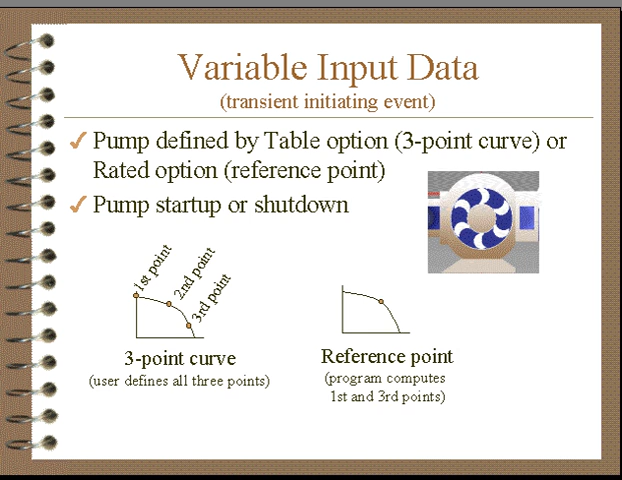 Variable Input Data
(transient initiating event)
Pump defined by Table option (3-point curve) or
Rated option (reference point)
Pump startup or shutdown
1st point
2nd point
3rd point
3-point curve
(user defines all three points)
Reference point
(program computes
1st and 3rd points)